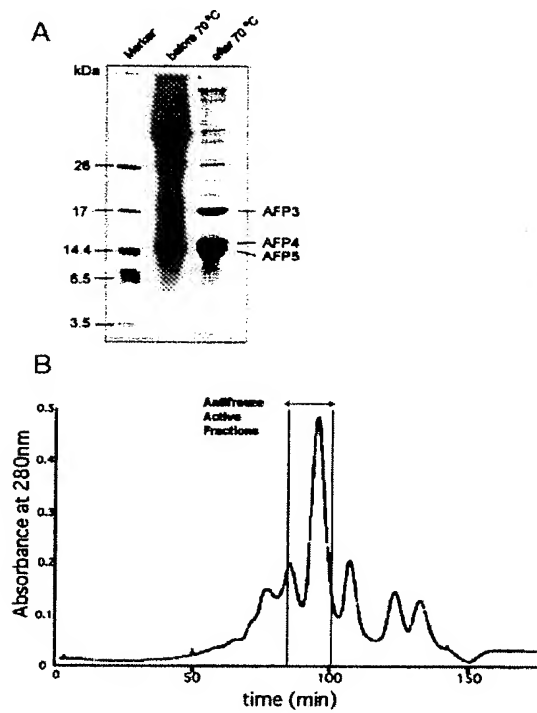 A
Marker
before 70 °C
after 70 °C
kDa
26
17
14.4
6.5
3.5
AFP3
AFP4
AFP5
B
Antifreeze
Active
Fractions
Absorbance at 280nm
0.5
0.4
0.3
0.2
0.1
0
0
50
100
150
time (min)